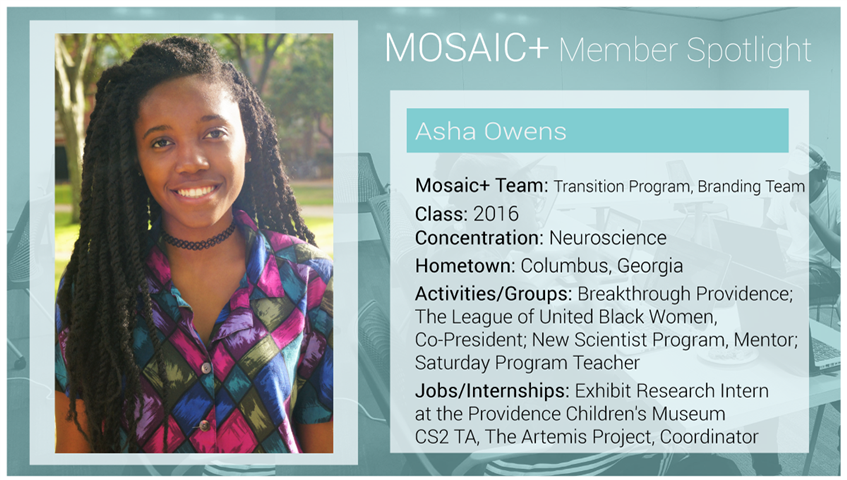 MOSAIC+ Member Spotlight
Asha Owens
Mosaic+ Team: Transition Program, Branding Team
Class: 2016
Concentration: Neuroscience
Hometown: Columbus, Georgia
Activities/Groups: Breakthrough Providence;
The League of United Black Women,
Co-President; New Scientist Program, Mentor;
Saturday Program Teacher
Jobs/Internships: Exhibit Research Intern
at the Providence Children's Museum
CS2 TA, The Artemis Project, Coordinator